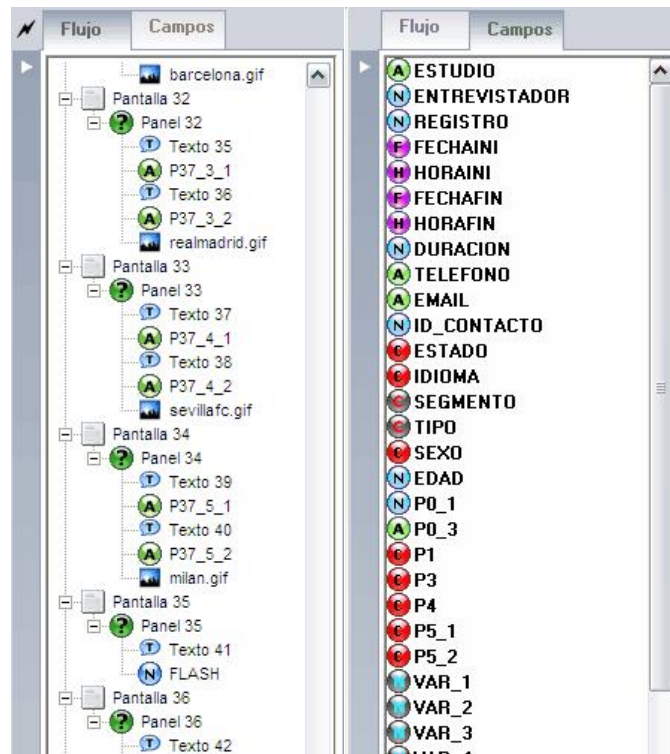 Flujo Campos
barcelona.gif
Pantalla 32
? Panel 32
T Texto 35
A P37_3_1
T Texto 36
A P37_3_2
realmadrid.gif
Pantalla 33
? Panel 33
T Texto 37
A P37_4_1
T Texto 38
A P37_4_2
sevillafc.gif
Pantalla 34
? Panel 34
T Texto 39
A P37_5_1
T Texto 40
A P37_5_2
milan.gif
Pantalla 35
? Panel 35
T Texto 41
N FLASH
Pantalla 36
? Panel 36
T Texto 42
Flujo Campos
A ESTUDIO
N ENTREVISTADOR
N REGISTRO
F FECHAINI
H HORAINI
F FECHAFIN
H HORAFIN
N DURACION
A TELEFONO
A EMAIL
N ID_CONTACTO
C ESTADO
C IDIOMA
C SEGMENTO
C TIPO
C SEXO
N EDAD
N P0_1
A P0_3
C P1
C P3
C P4
C P5_1
C P5_2
N VAR_1
N VAR_2
N VAR_3